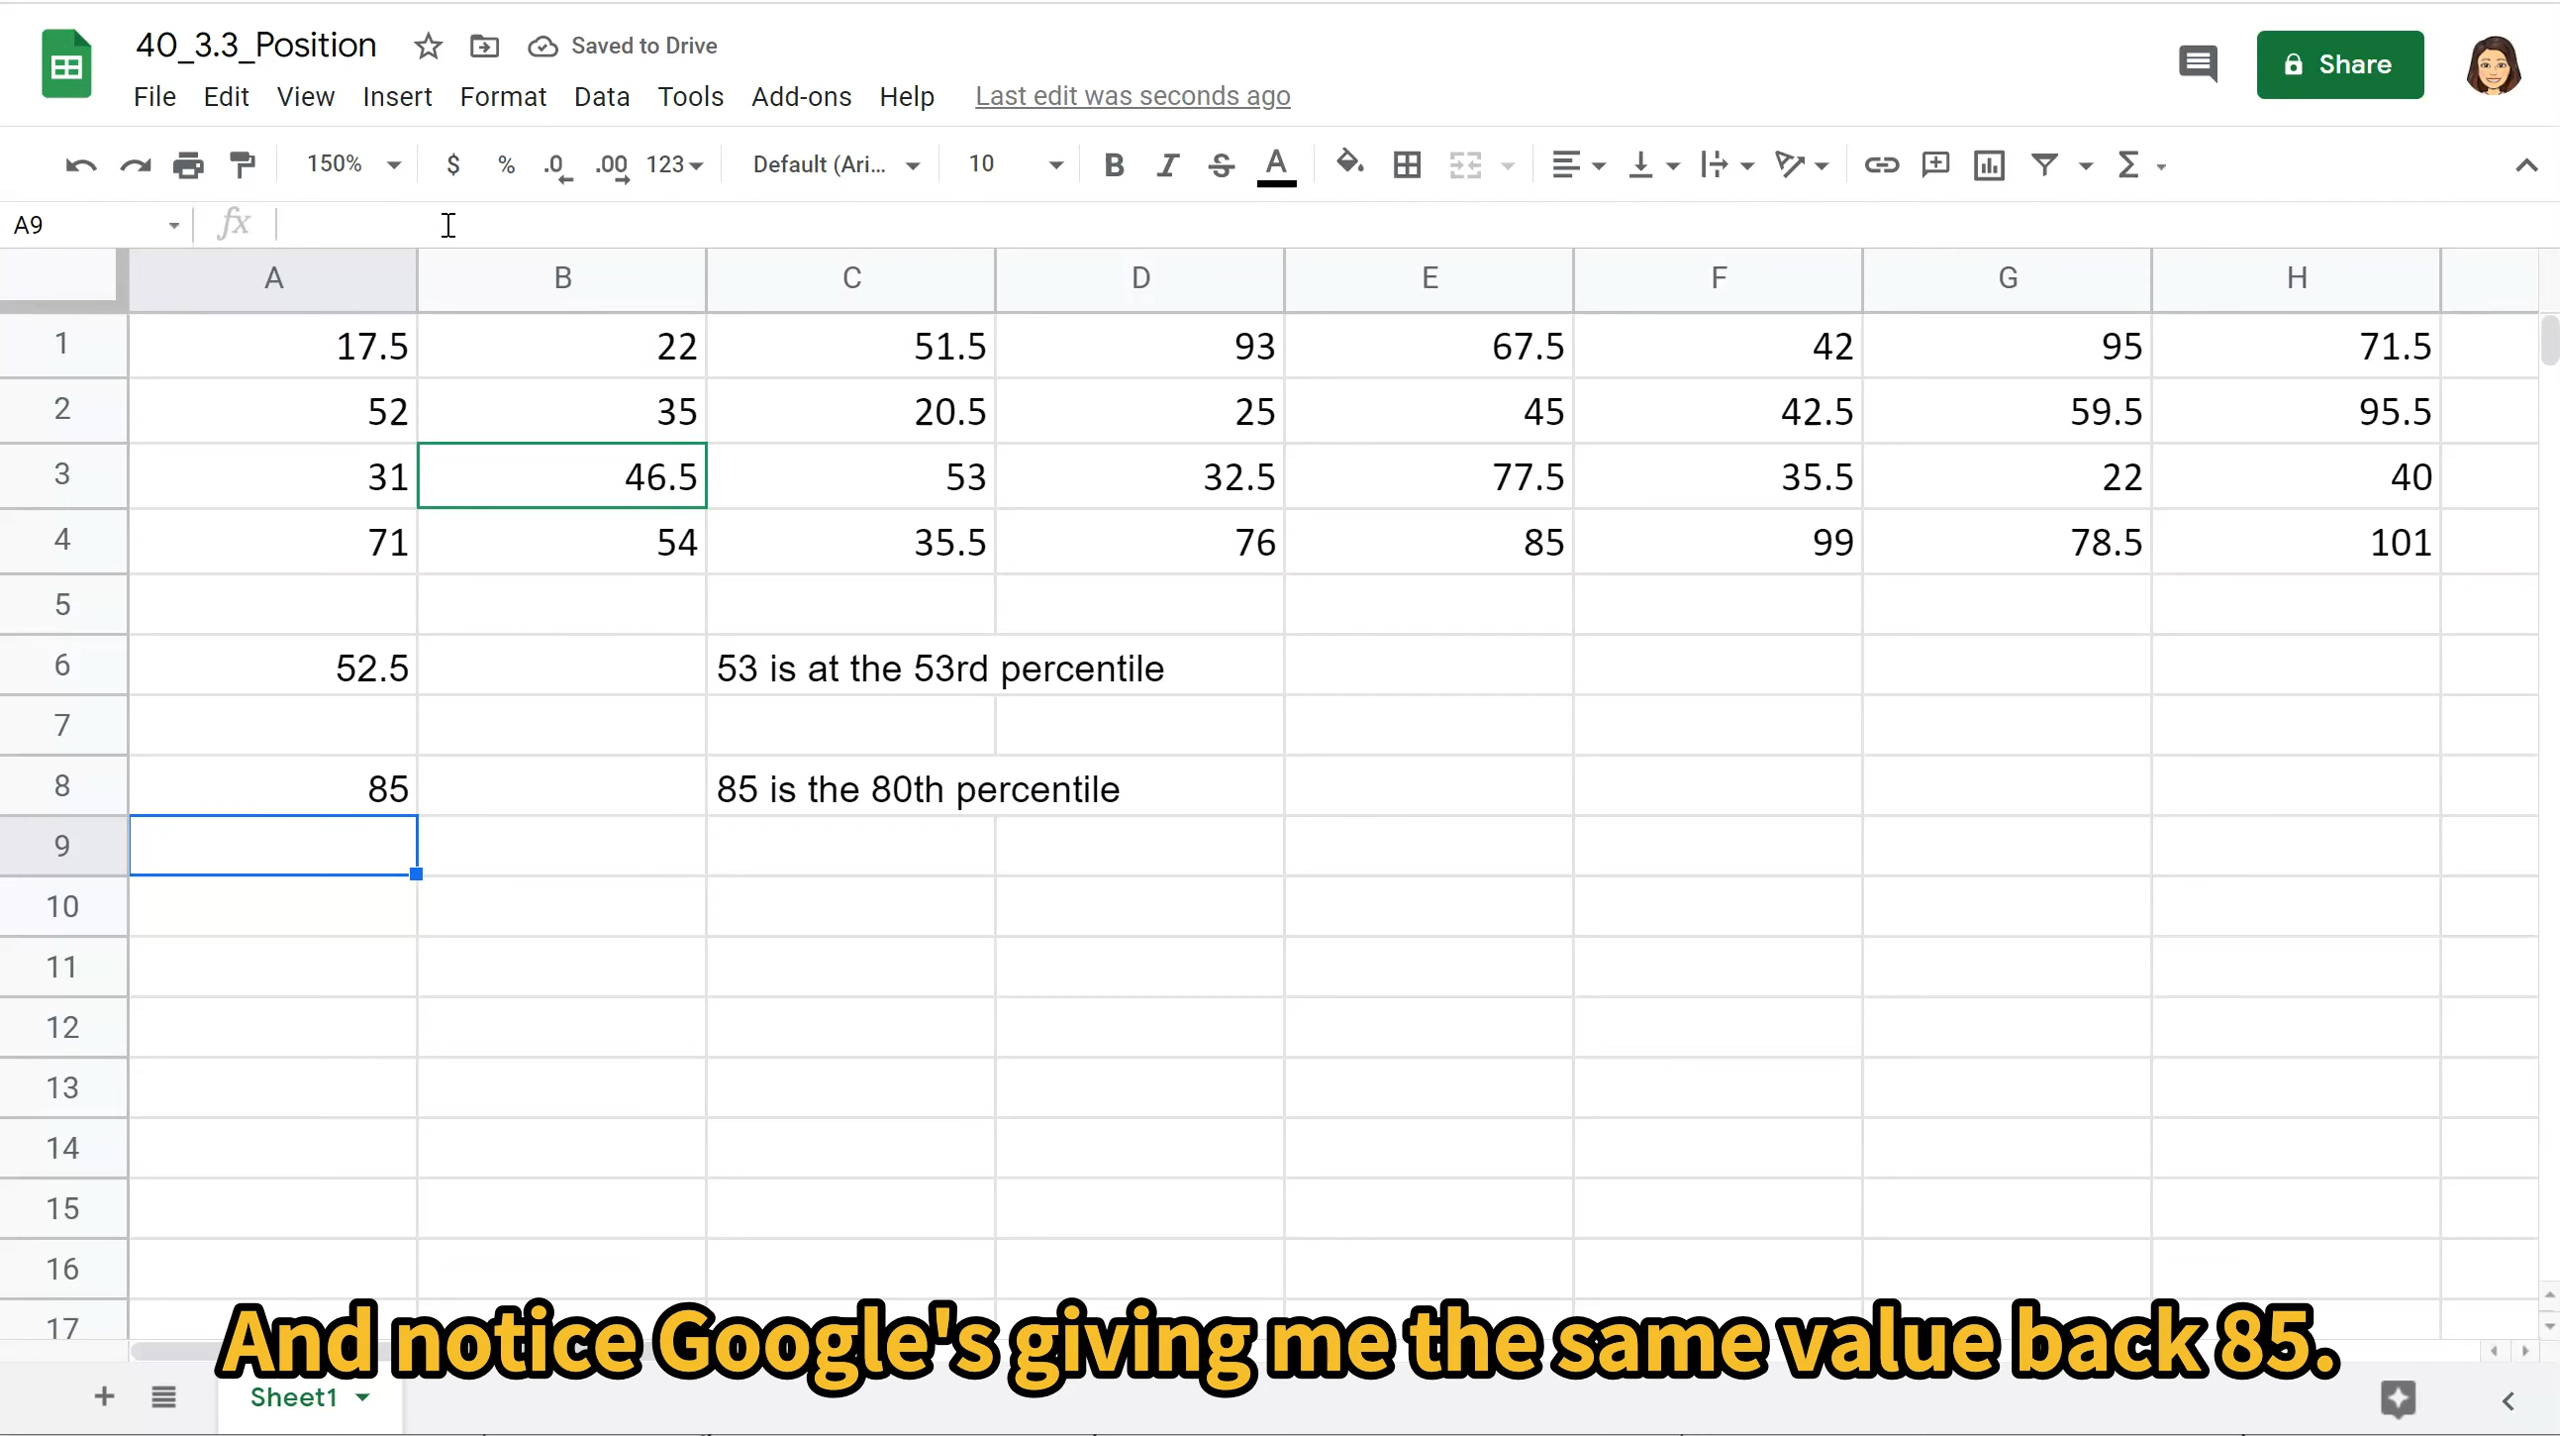 40_3.3_Position Saved to Drive
File Edit View Insert Format Data Tools Add-ons Help Last edit was seconds ago
Share
150% $ % .0 .00 123 Default (Ari... 10 B I S A Σ
A9 fx
A B C D E F G H
1 17.5 22 51.5 93 67.5 42 95 71.5
2 52 35 20.5 25 45 42.5 59.5 95.5
3 31 46.5 53 32.5 77.5 35.5 22 40
4 71 54 35.5 76 85 99 78.5 101
5
6 52.5 53 is at the 53rd percentile
7
8 85 85 is the 80th percentile
9
10
11
12
13
14
15
16
17
And notice Google's giving me the same value back 85.
Sheet1